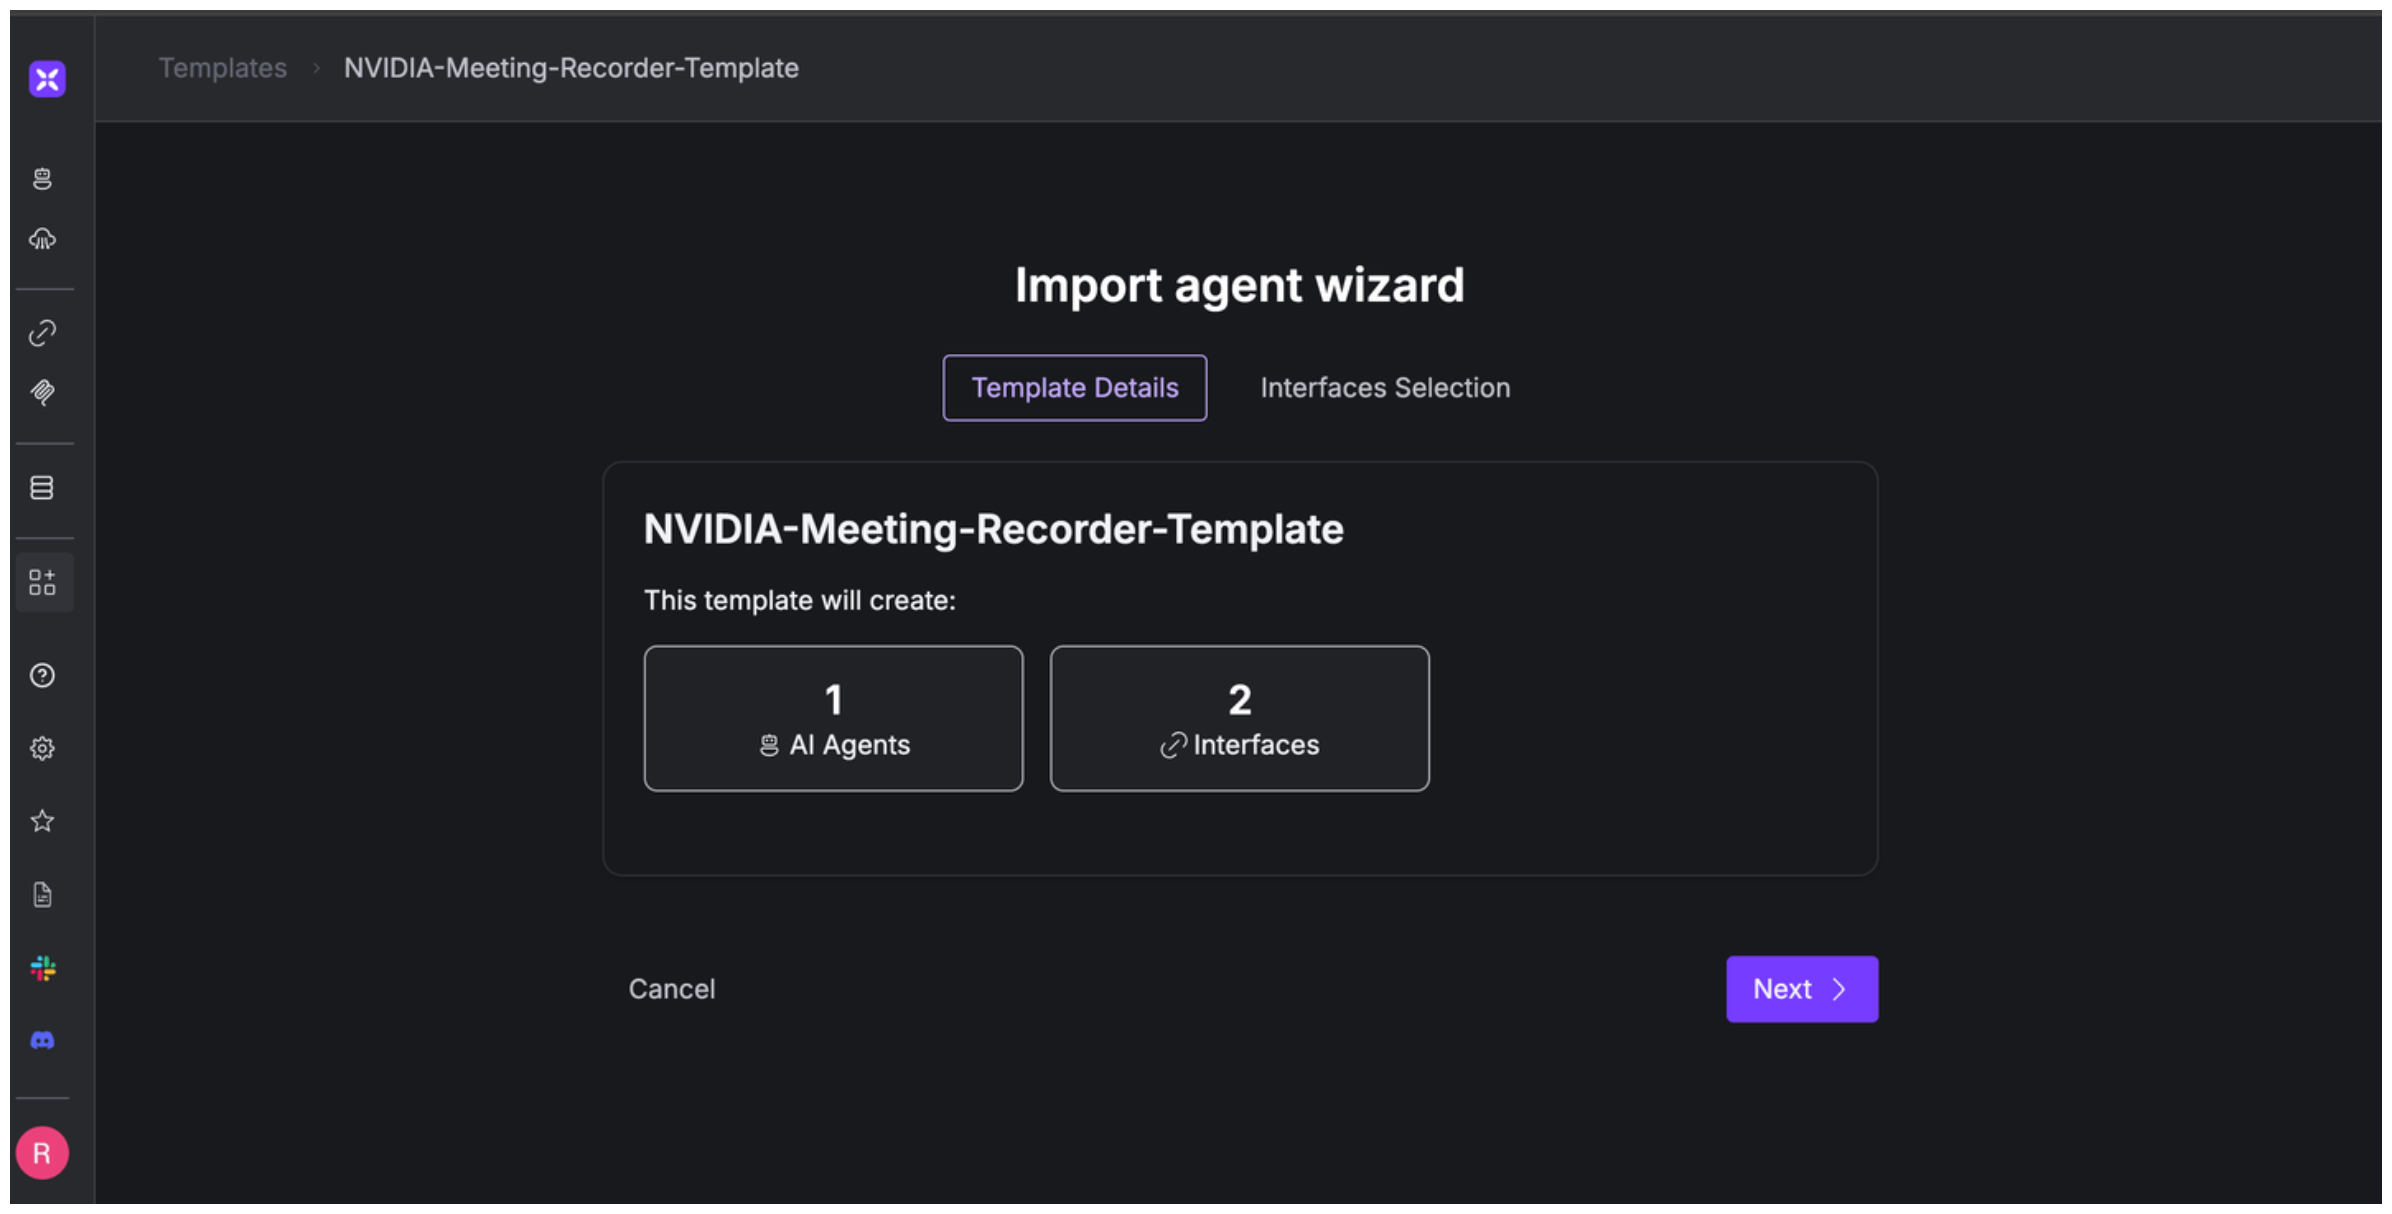 Templates > NVIDIA-Meeting-Recorder-Template
Import agent wizard
Template Details
Interfaces Selection
NVIDIA-Meeting-Recorder-Template
This template will create:
1
AI Agents
2
Interfaces
Cancel
Next >
R